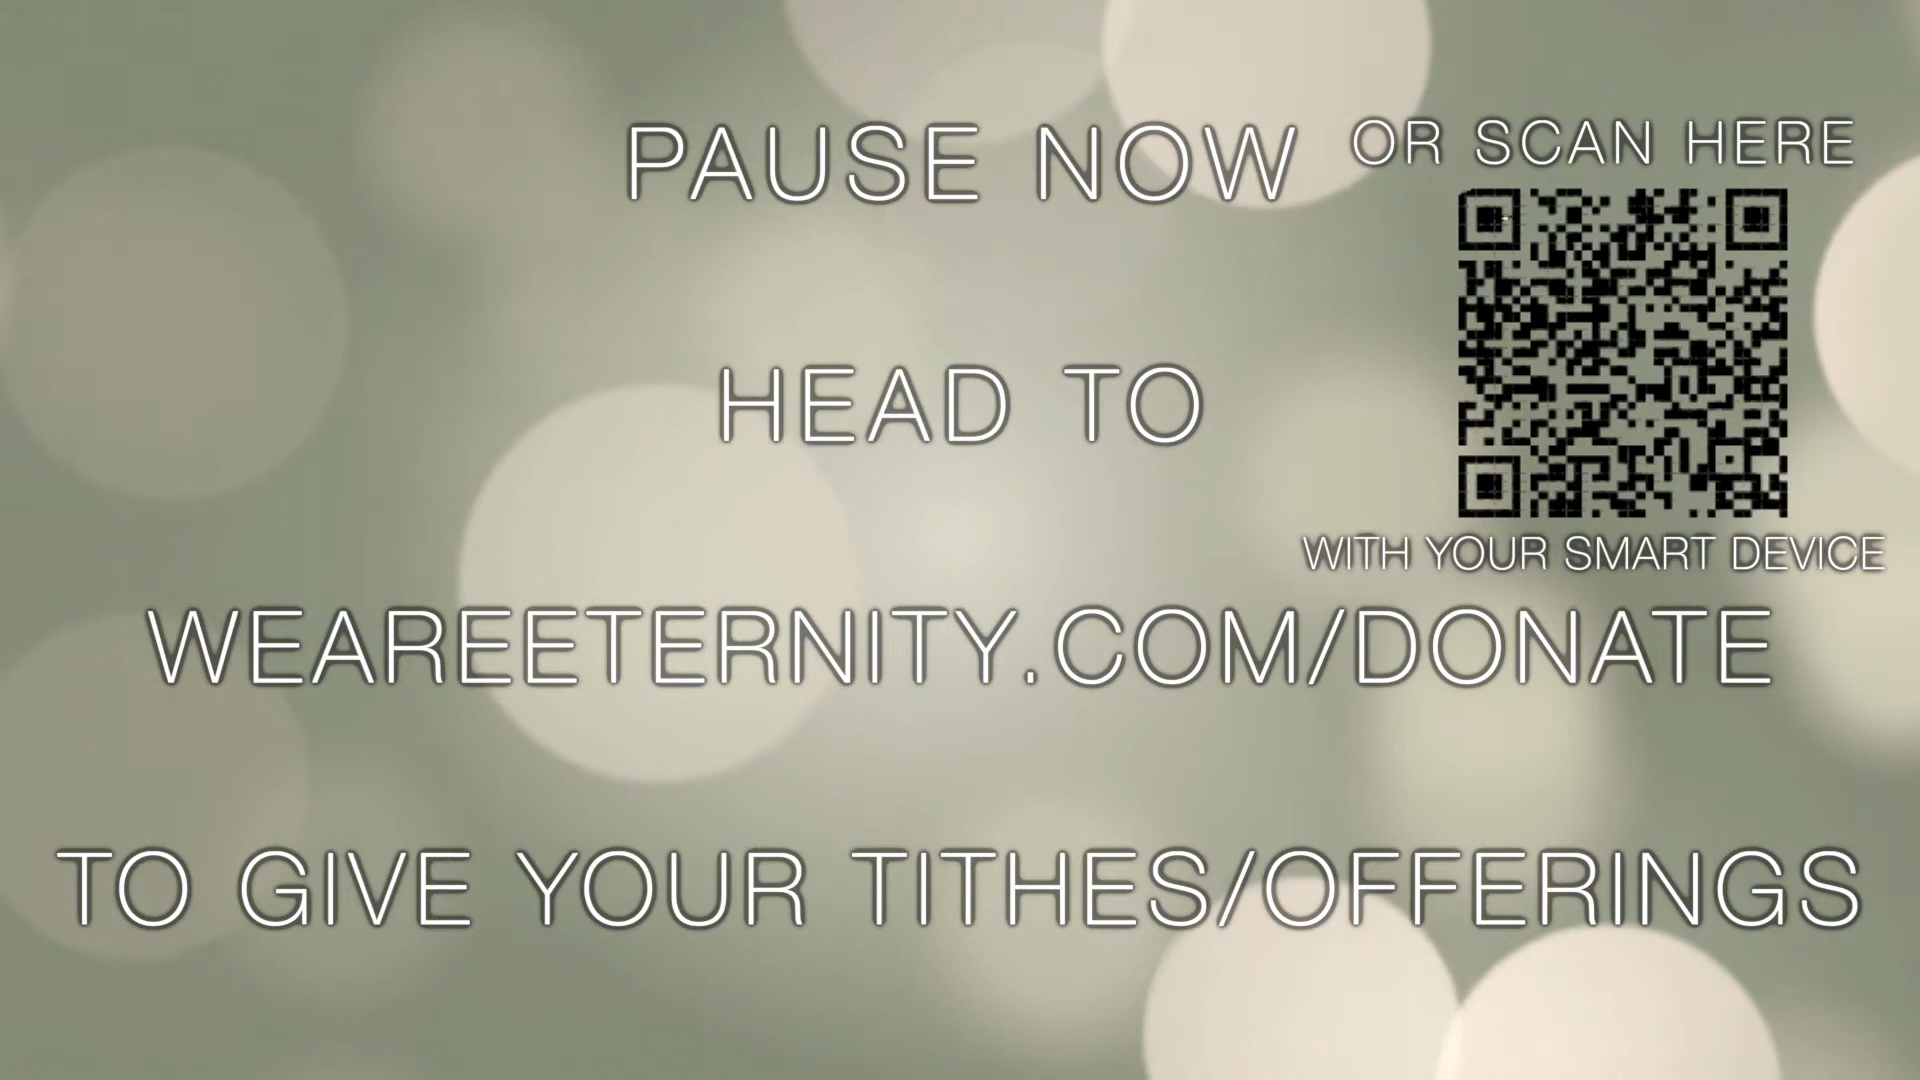 PAUSE NOW
HEAD TO
WEAREETERNITY.COM/DONATE
TO GIVE YOUR TITHES/OFFERINGS
OR SCAN HERE
WITH YOUR SMART DEVICE